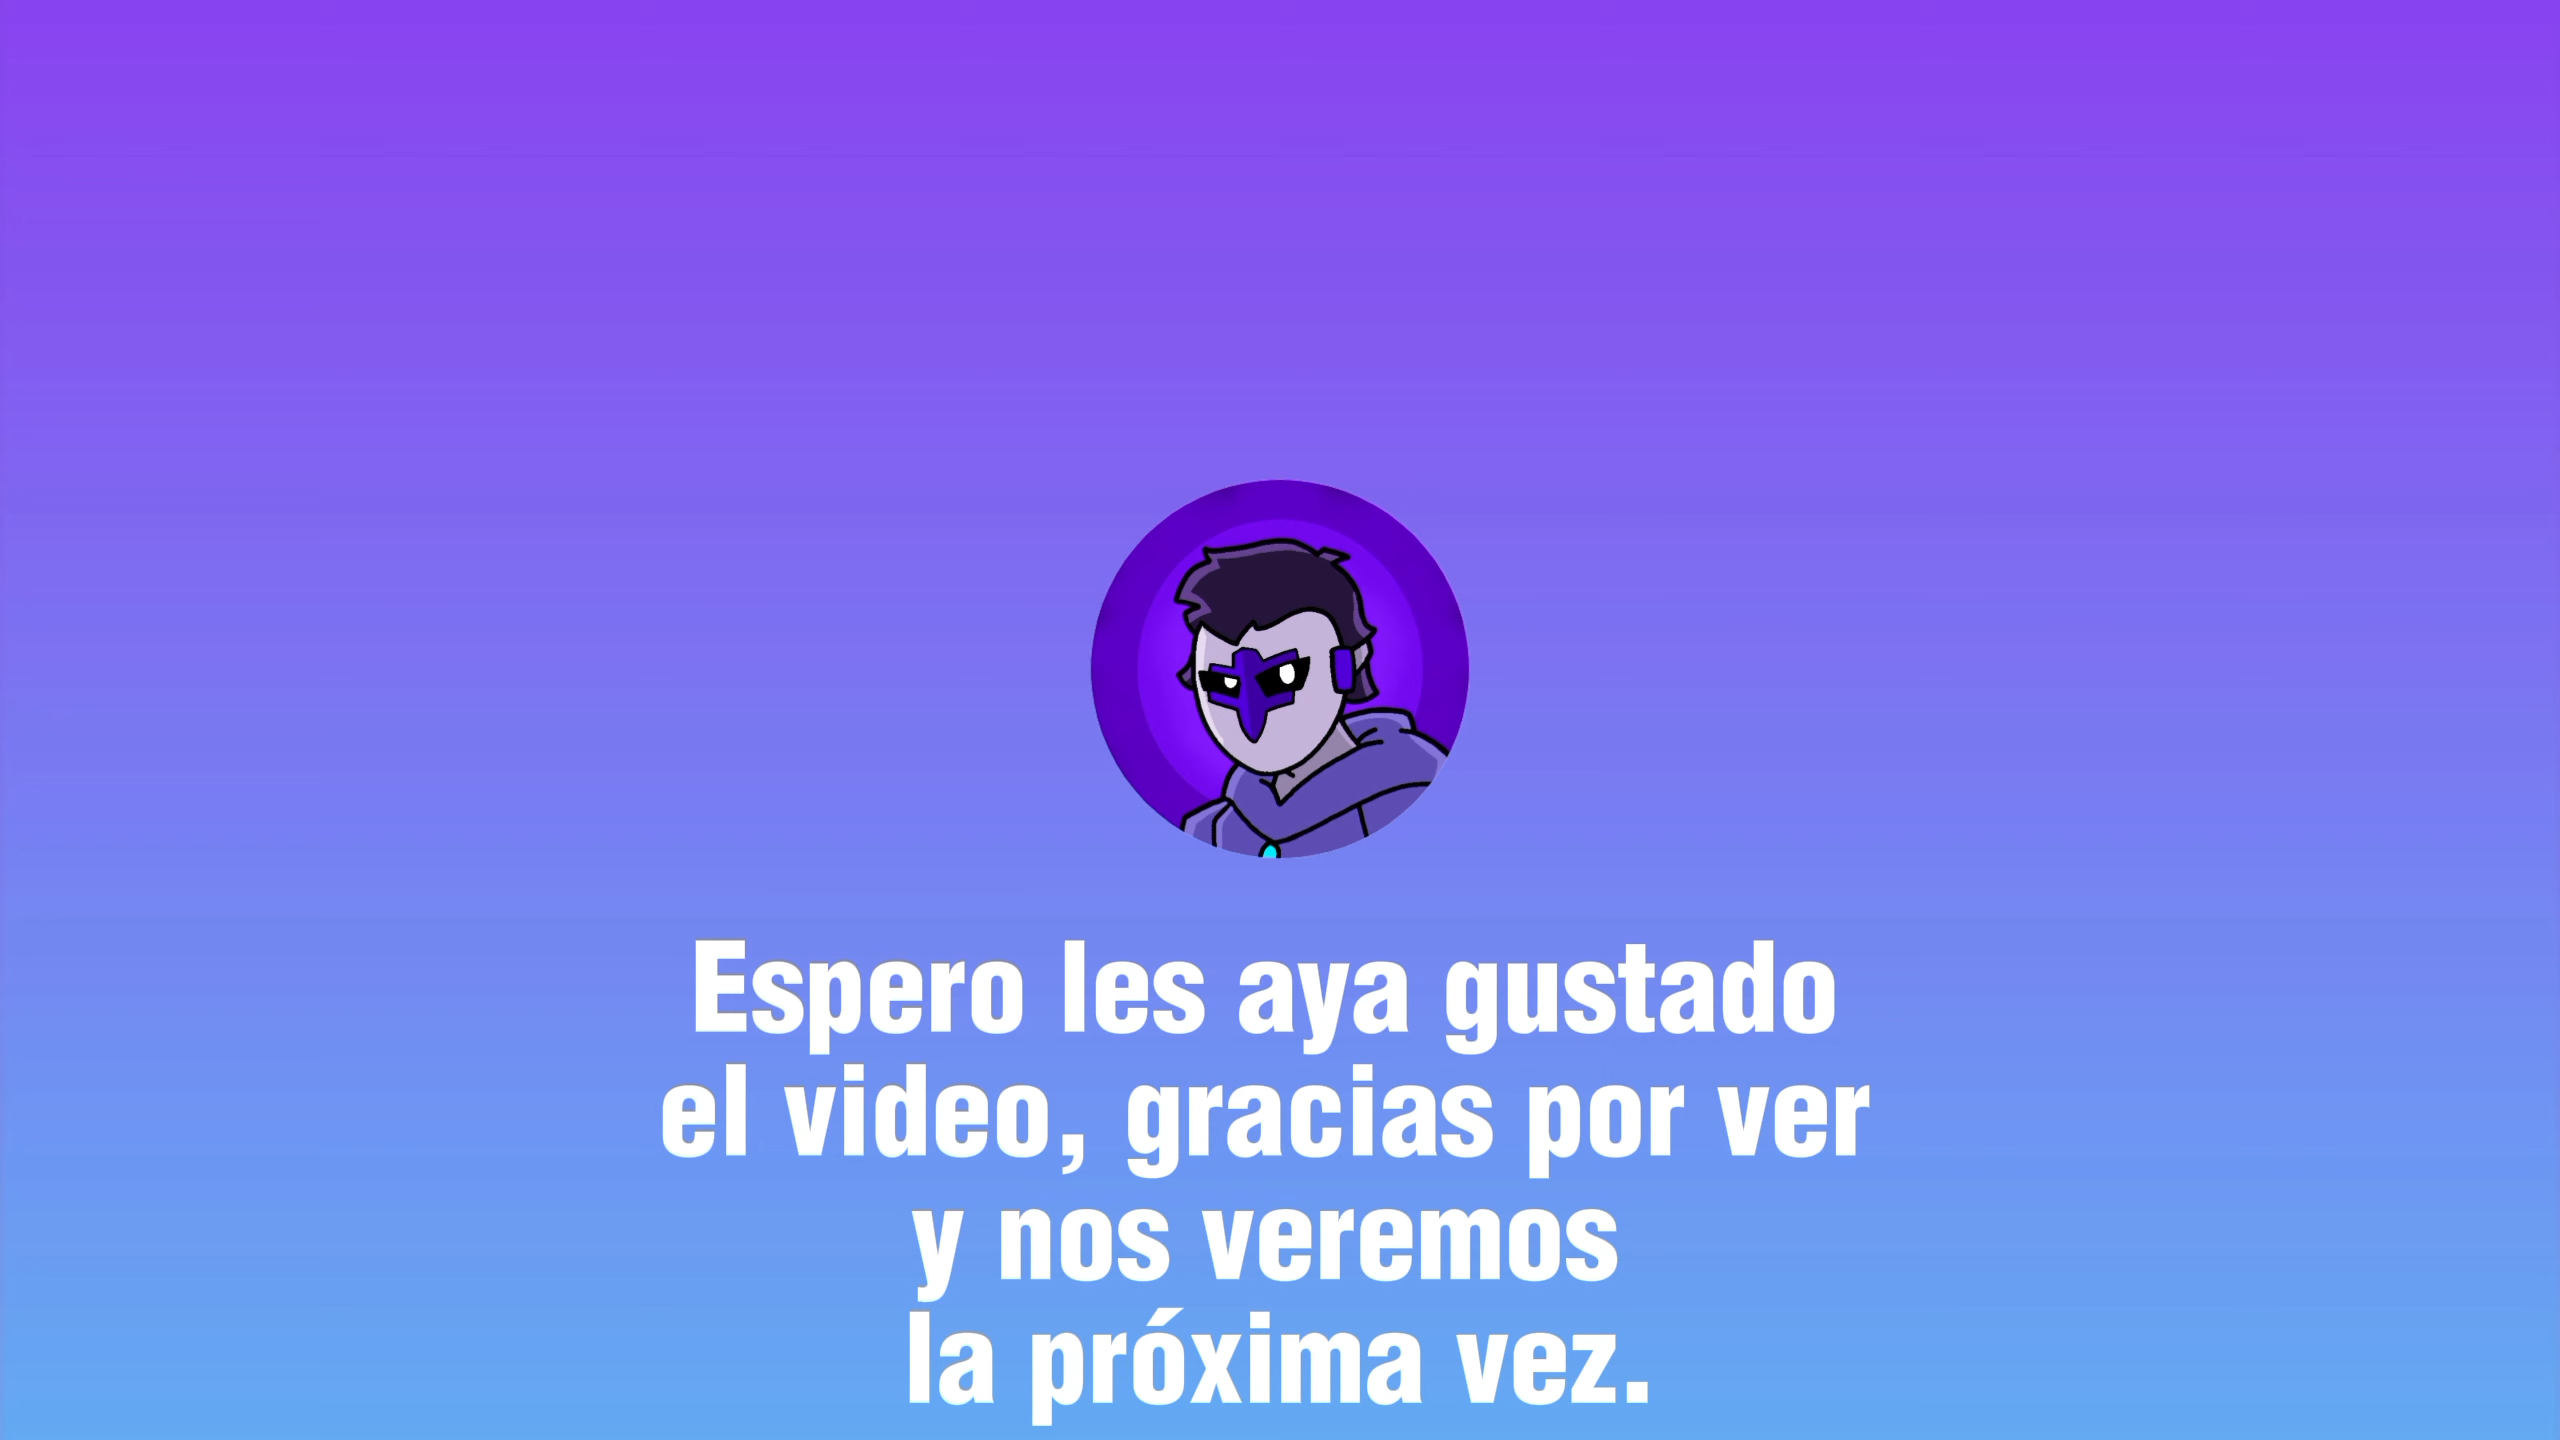 Espero les aya gustado
el video, gracias por ver
y nos veremos
la próxima vez.